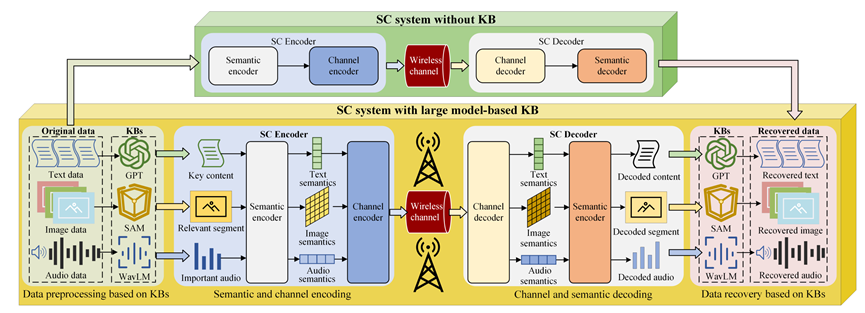 SC system without KB
SC Encoder
SC Decoder
Semantic
encoder
Channel
encoder
Wireless
channel
Channel
decoder
Semantic
decoder
SC system with large model-based KB
Original data
KBs
SC Encoder
SC Decoder
KBs
Recovered data
Text data
GPT
Key content
Text
semantics
Text
semantics
Decoded content
GPT
Recovered text
Image data
SAM
Relevant segment
Semantic
encoder
Image
semantics
Channel
encoder
Wireless
channel
Channel
decoder
Image
semantics
Semantic
encoder
Decoded segment
SAM
Recovered image
Audio data
WavLM
Important audio
Audio
semantics
Audio
semantics
Decoded audio
WavLM
Recovered audio
Data preprocessing based on KBs
Semantic and channel encoding
Channel and semantic decoding
Data recovery based on KBs